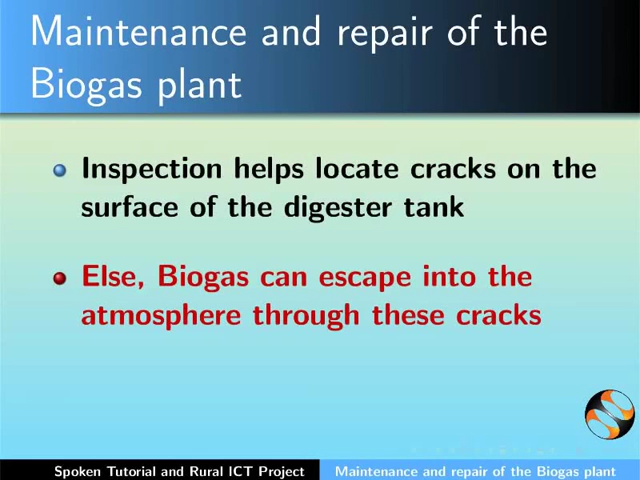 Maintenance and repair of the
Biogas plant
Inspection helps locate cracks on the
surface of the digester tank
Else, Biogas can escape into the
atmosphere through these cracks
Spoken Tutorial and Rural ICT Project
Maintenance and repair of the Biogas plant